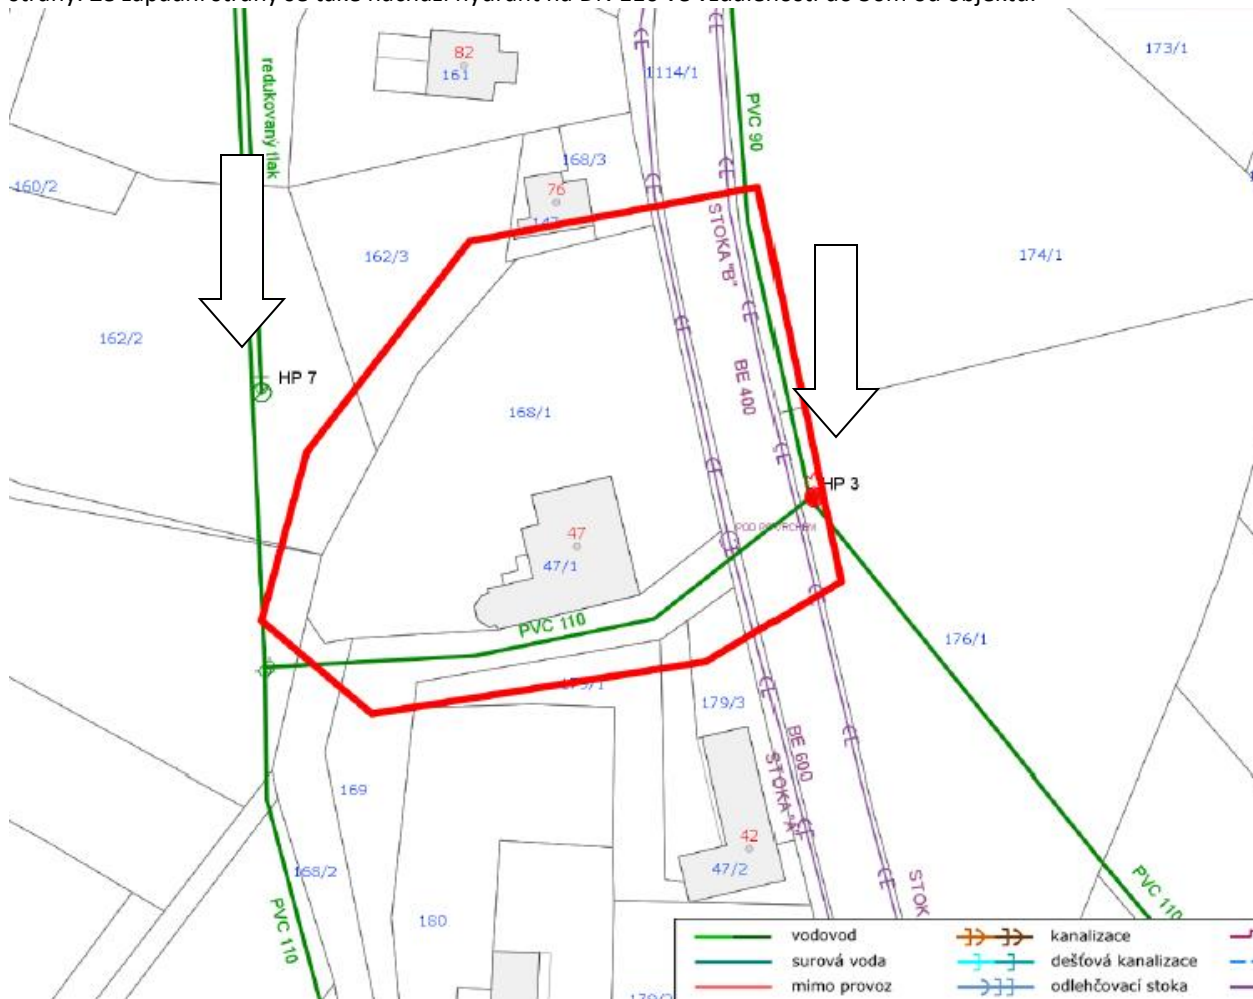 82
161
1114/1
173/1
redukovaný tlak
PVC 90
160/2
168/3
76
STOKA "B"
162/3
174/1
162/2
BE 400
HP 7
168/1
HP 3
47
47/1
PVC 110
176/1
179/3
BE 600
STOKA "A"
169
42
47/2
168/2
180
PVC 110
STOK
PVC 110
vodovod
kanalizace
surová voda
dešťová kanalizace
mimo provoz
odlehčovací stoka